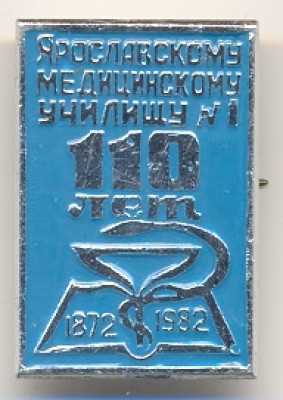 Ярославскому
медицинскому
училищу №1
110
лет
1872 1982